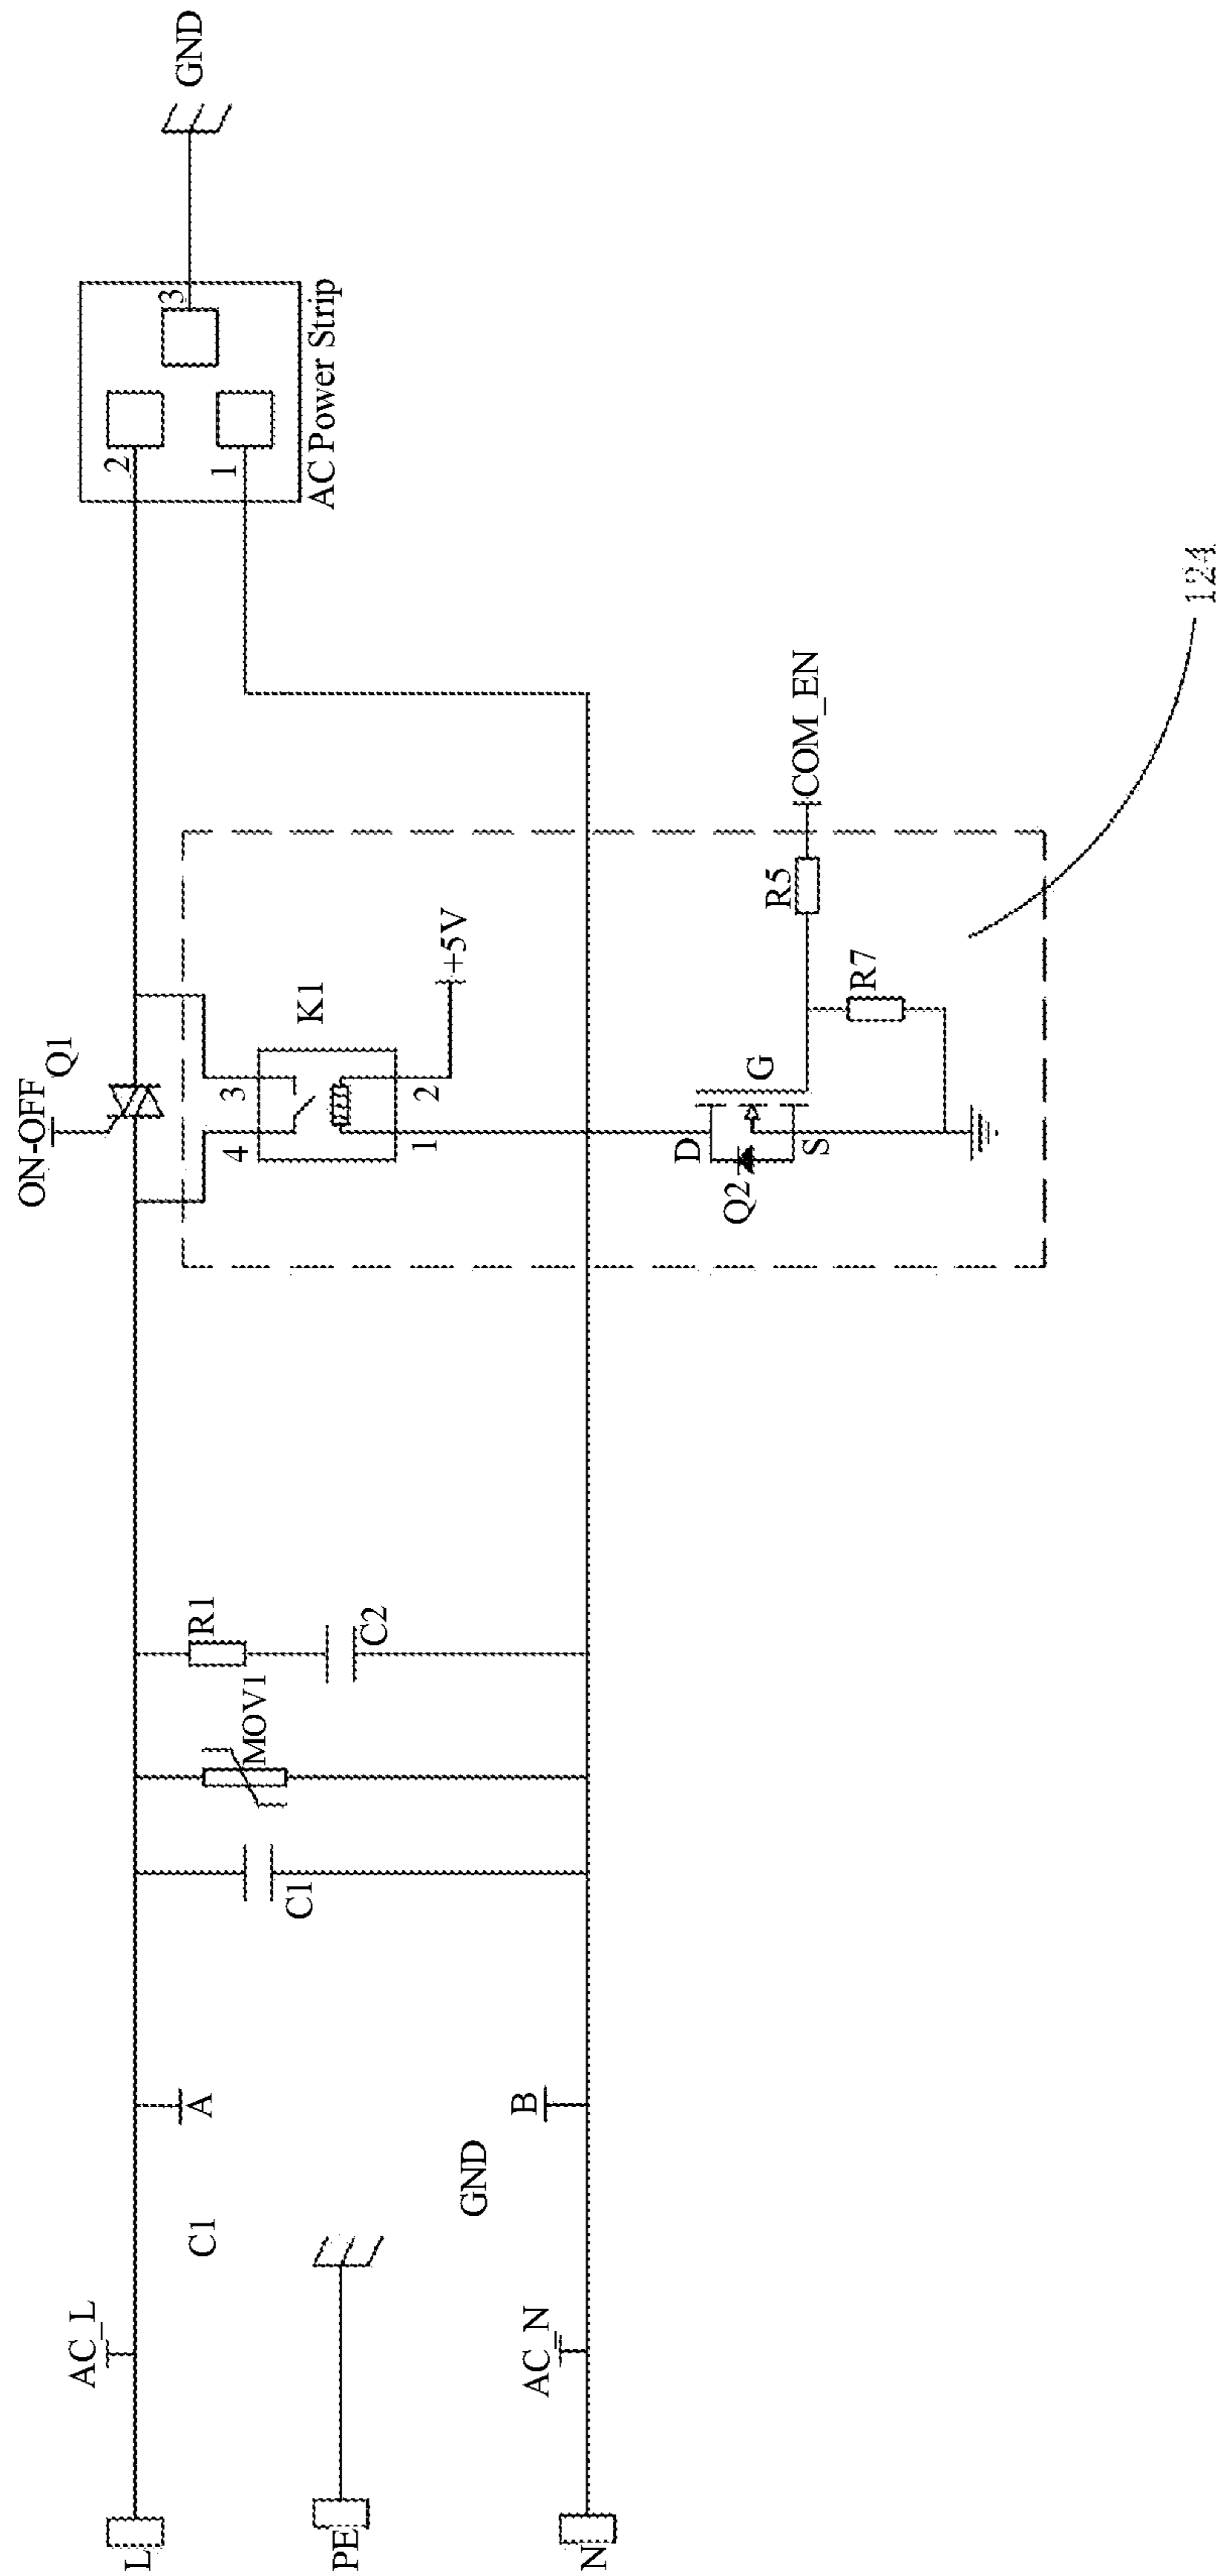 ON-OFF
Q1
GND
3
2
1
AC Power Strip
AC_L
A
C1
C1
MOV1
R1
C2
4
3
K1
1
2
+5V
L
PE
GND
AC_N
B
N
D
G
Q2
S
R5
COM_EN
R7
124